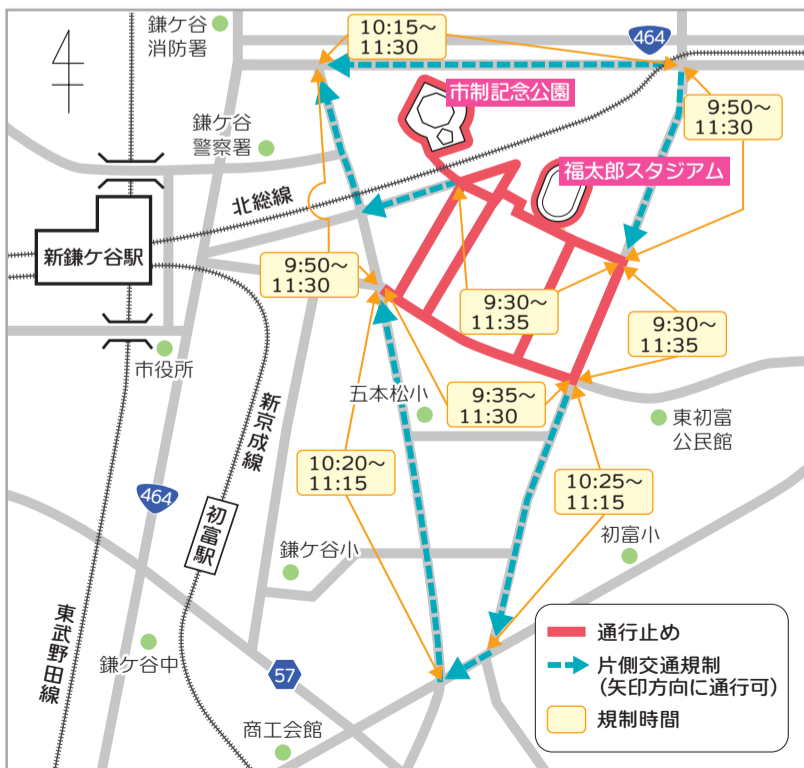 鎌ケ谷
消防署
10:15～
11:30
464
市制記念公園
9:50～
11:30
鎌ケ谷
警察署
福太郎スタジアム
北総線
新鎌ケ谷駅
9:50～
11:30
9:30～
11:35
9:30～
11:35
市役所
五本松小
9:35～
11:30
東初富
公民館
新京成線
10:20～
11:15
10:25～
11:15
464
初富駅
初富小
鎌ケ谷小
東武野田線
鎌ケ谷中
57
商工会館
通行止め
片側交通規制
(矢印方向に通行可)
規制時間